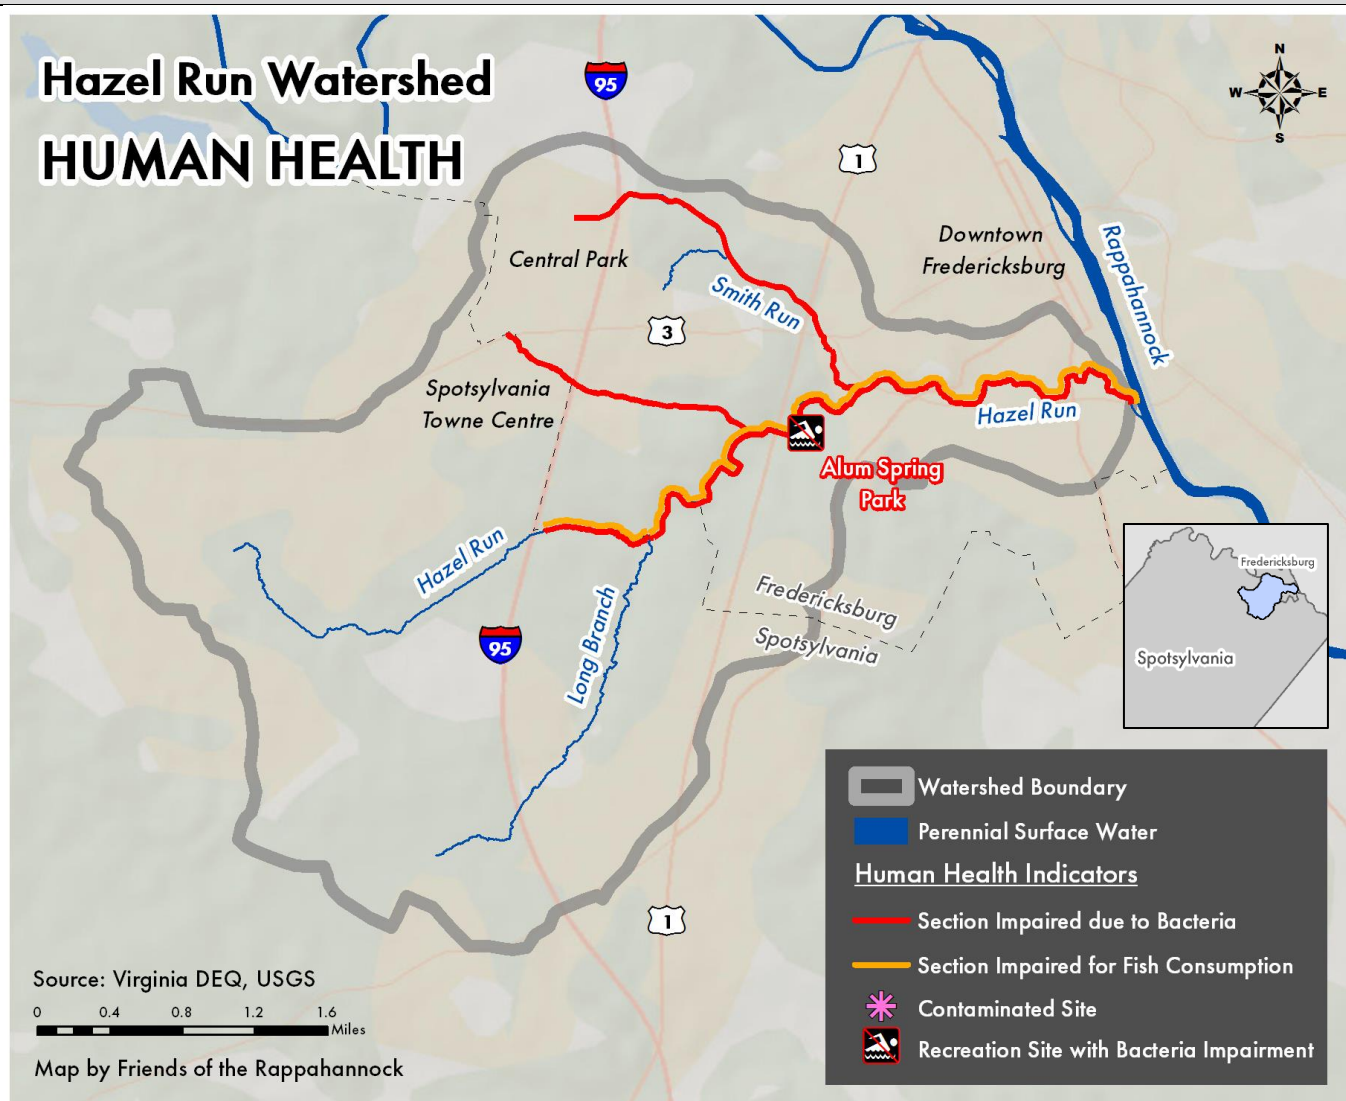 Hazel Run Watershed
HUMAN HEALTH
95
1
N
W
E
S
Central Park
Downtown
Fredericksburg
Rappahannock
Smith Run
3
Spotsylvania
Towne Centre
Hazel Run
Alum Spring
Park
Hazel Run
Long Branch
95
Fredericksburg
Spotsylvania
Fredericksburg
Spotsylvania
1
Watershed Boundary
Perennial Surface Water
Human Health Indicators
Section Impaired due to Bacteria
Section Impaired for Fish Consumption
Contaminated Site
Recreation Site with Bacteria Impairment
Source: Virginia DEQ, USGS
0 0.4 0.8 1.2 1.6
Miles
Map by Friends of the Rappahannock